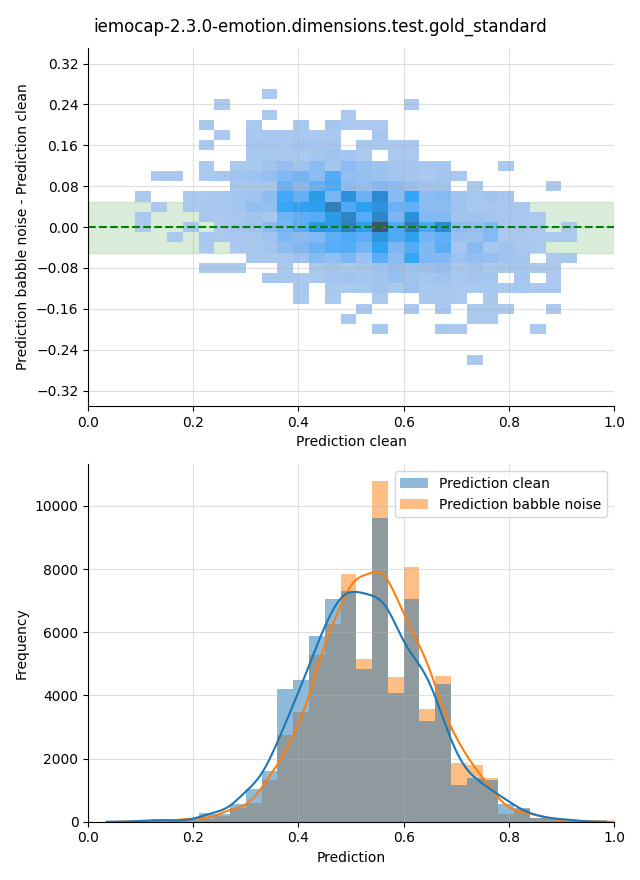 iemocap-2.3.0-emotion.dimensions.test.gold_standard
Prediction babble noise - Prediction clean
0.32
0.24
0.16
0.08
0.00
−0.08
−0.16
−0.24
−0.32
0.0 0.2 0.4 0.6 0.8 1.0
Prediction clean
Prediction clean
Prediction babble noise
Frequency
10000
8000
6000
4000
2000
0
0.0 0.2 0.4 0.6 0.8 1.0
Prediction